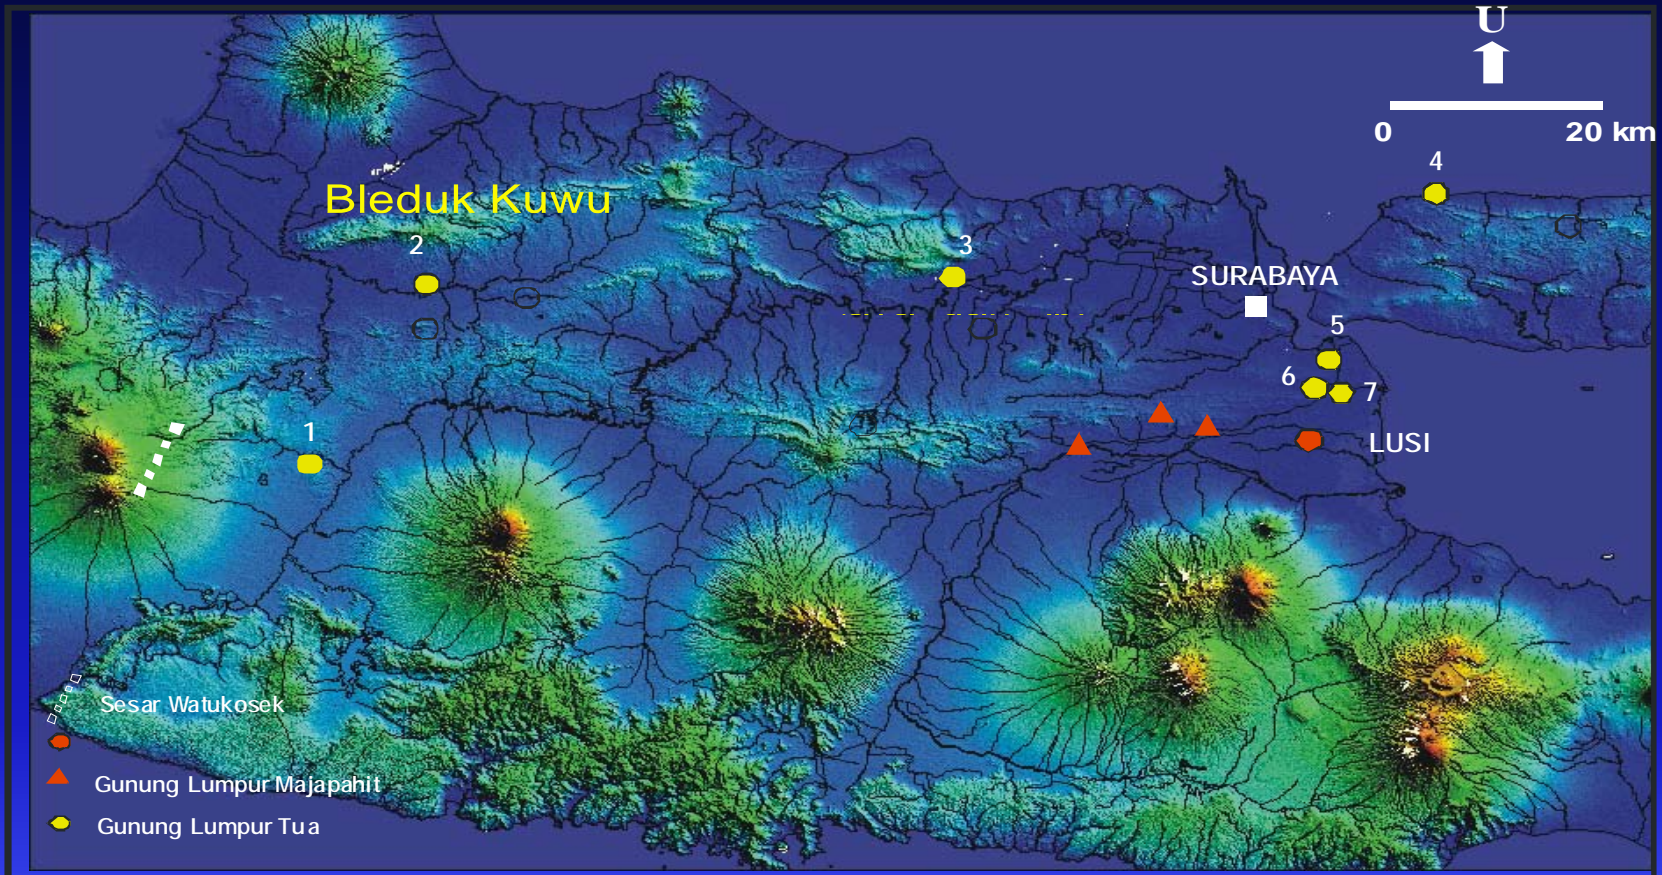 U
0 20 km
4
Bleduk Kuwu
2
3
SURABAYA
5
6
7
1
LUSI
Sesar Watukosek
Gunung Lumpur Majapahit
Gunung Lumpur Tua